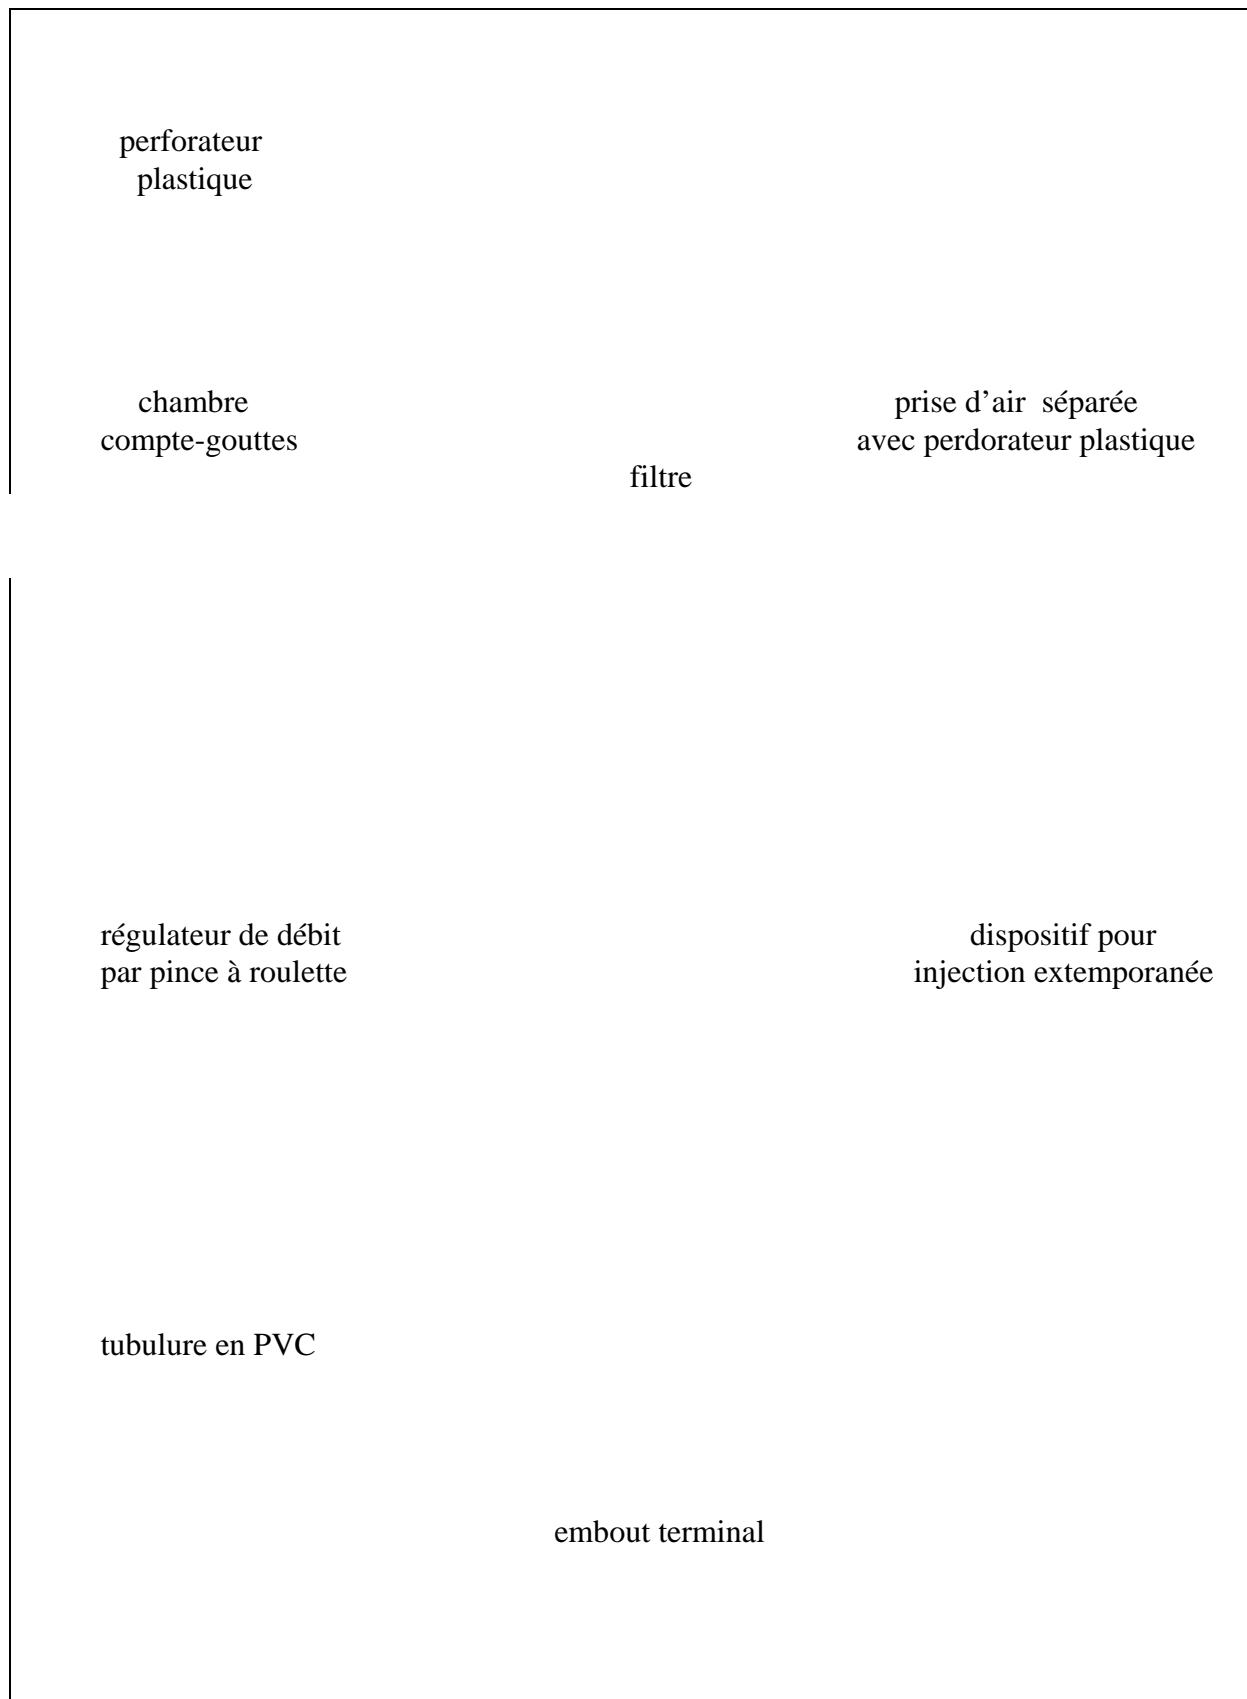 perforateur
plastique
chambre
compte-gouttes
prise d’air  séparée
avec perdorateur plastique
filtre
régulateur de débit
par pince à roulette
dispositif pour
injection extemporanée
tubulure en PVC
embout terminal